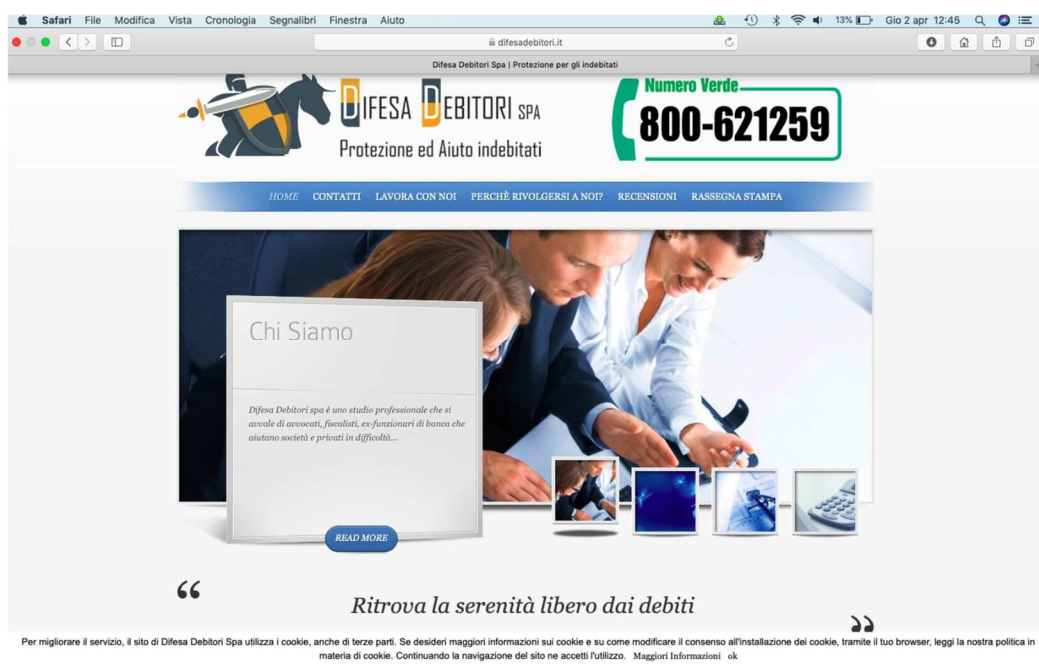 Safari File Modifica Vista Cronologia Segnalibri Finestra Aiuto 13% Gio 2 apr 12:45
difesadebitori.it
Difesa Debitori Spa | Protezione per gli indebitati
DIFESA DEBITORI SPA
Protezione ed Aiuto indebitati
Numero Verde
800-621259
HOME CONTATTI LAVORA CON NOI PERCHÈ RIVOLGERSI A NOI? RECENSIONI RASSEGNA STAMPA
Chi Siamo
Difesa Debitori spa è uno studio professionale che si
avvale di avvocati, fiscalisti, ex-funzionari di banca che
aiutano società e privati in difficoltà...
READ MORE
“ Ritrova la serenità libero dai debiti ”
Per migliorare il servizio, il sito di Difesa Debitori Spa utilizza i cookie, anche di terze parti. Se desideri maggiori informazioni sui cookie e su come modificare il consenso all'installazione dei cookie, tramite il tuo browser, leggi la nostra politica in
materia di cookie. Continuando la navigazione del sito ne accetti l'utilizzo. Maggiori Informazioni ok